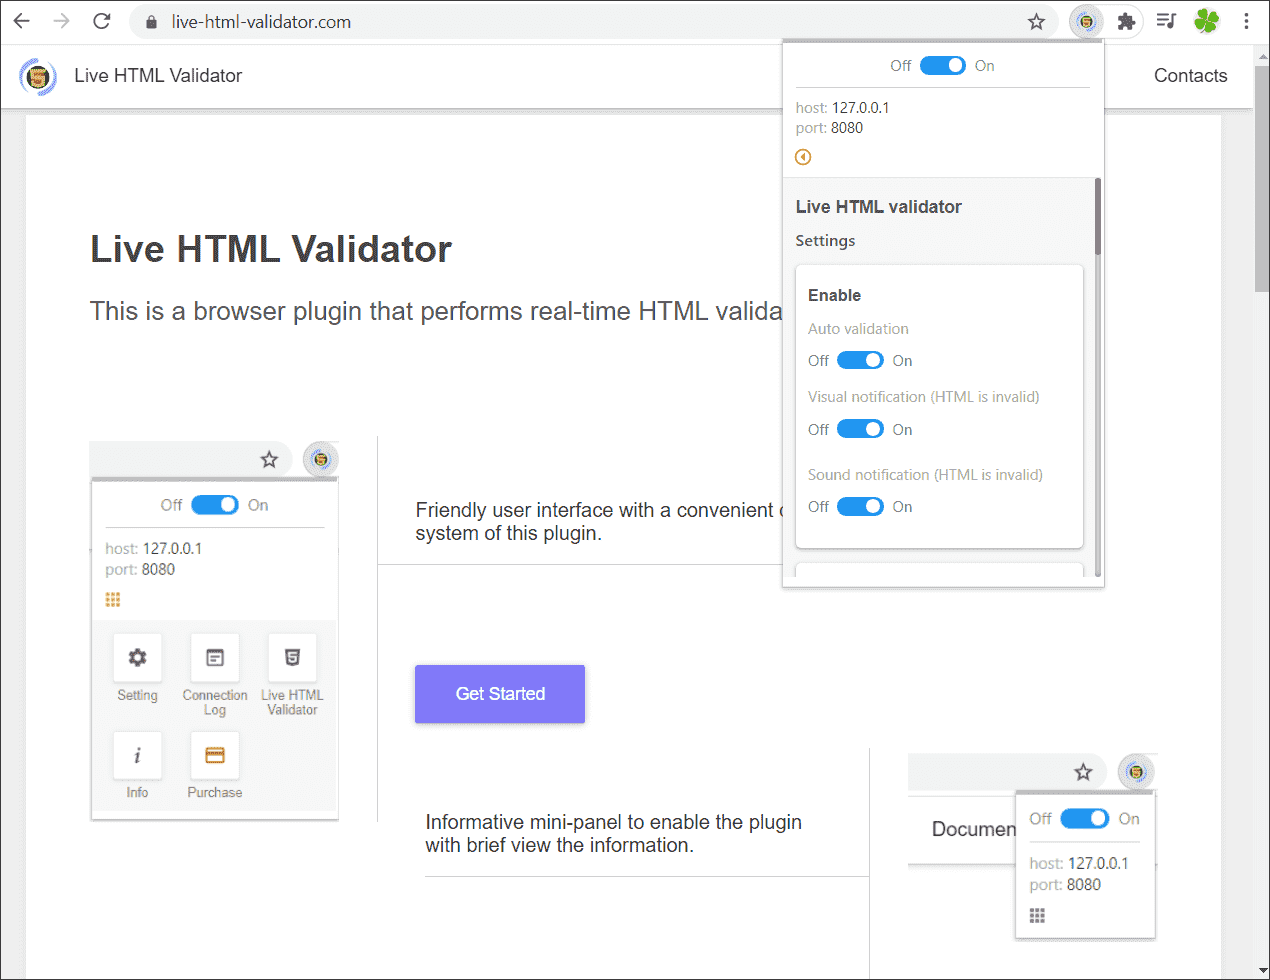 live-html-validator.com
Live HTML Validator
Contacts
Off On
host: 127.0.0.1
port: 8080
Live HTML validator
Settings
Enable
Auto validation
Off On
Visual notification (HTML is invalid)
Off On
Sound notification (HTML is invalid)
Off On
Live HTML Validator
This is a browser plugin that performs real-time HTML valida
Off On
host: 127.0.0.1
port: 8080
Setting
Connection
Log
Live HTML
Validator
Info
Purchase
Friendly user interface with a convenient
system of this plugin.
Get Started
Informative mini-panel to enable the plugin
with brief view the information.
Documen
Off On
host: 127.0.0.1
port: 8080